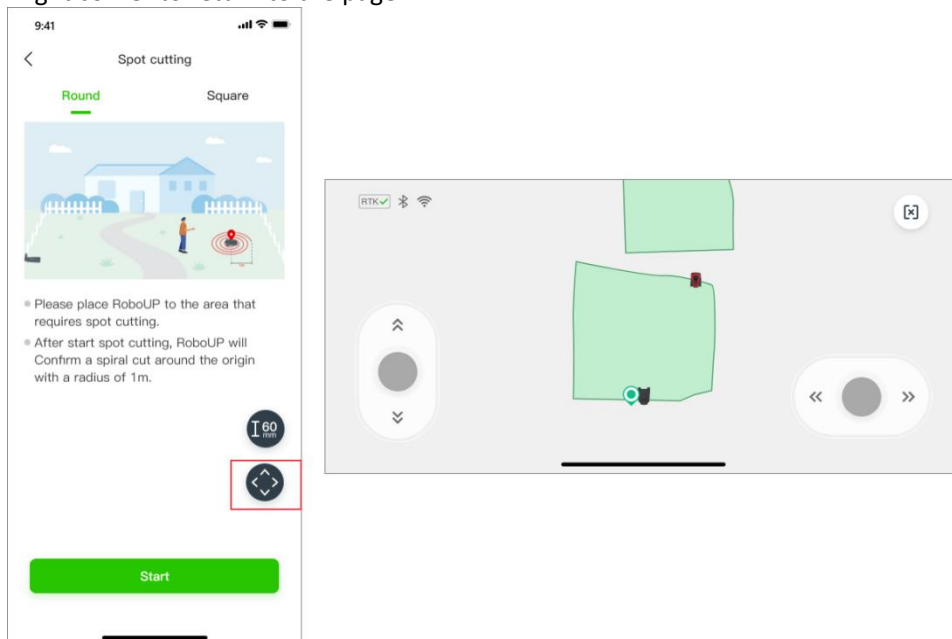 9:41
Spot cutting
Round Square
Please place RoboUP to the area that
requires spot cutting.
After start spot cutting, RoboUP will
Confirm a spiral cut around the origin
with a radius of 1m.
60
mm
Start
RTK